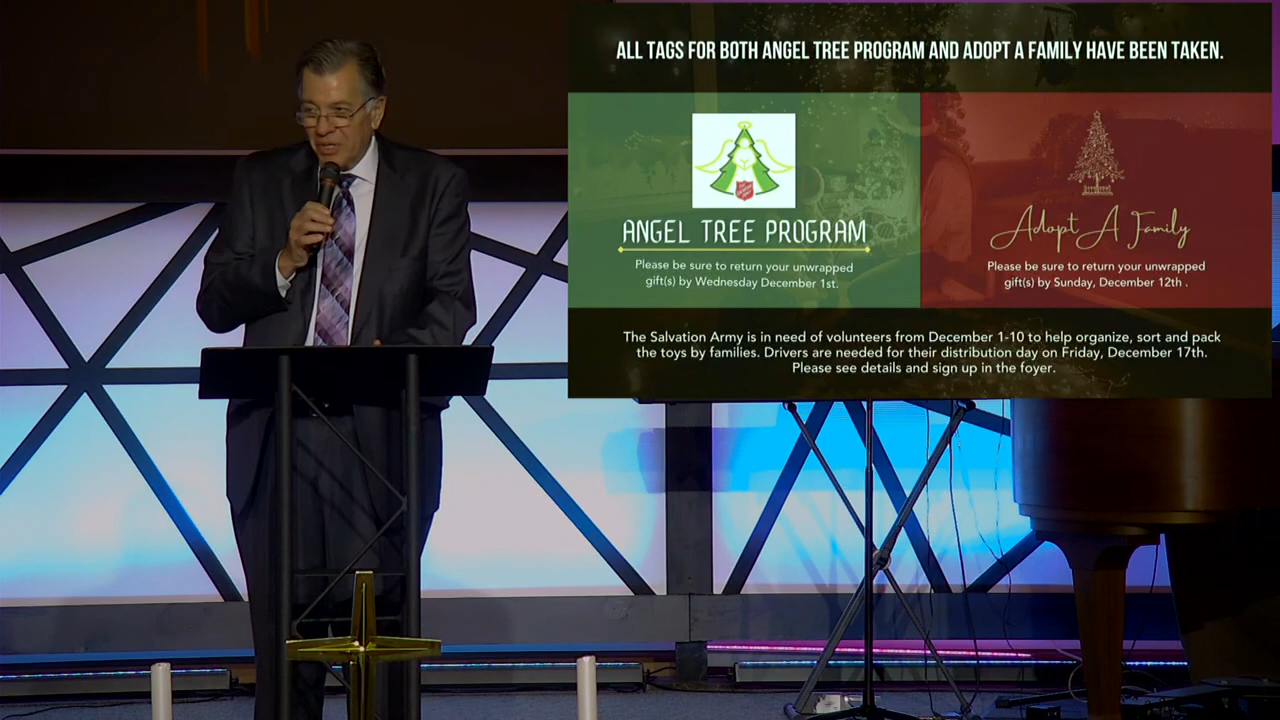 ALL TAGS FOR BOTH ANGEL TREE PROGRAM AND ADOPT A FAMILY HAVE BEEN TAKEN.
ANGEL TREE PROGRAM
Please be sure to return your unwrapped
gift(s) by Wednesday December 1st.
Adopt A Family
Please be sure to return your unwrapped
gift(s) by Sunday, December 12th .
The Salvation Army is in need of volunteers from December 1-10 to help organize, sort and pack
the toys by families. Drivers are needed for their distribution day on Friday, December 17th.
Please see details and sign up in the foyer.